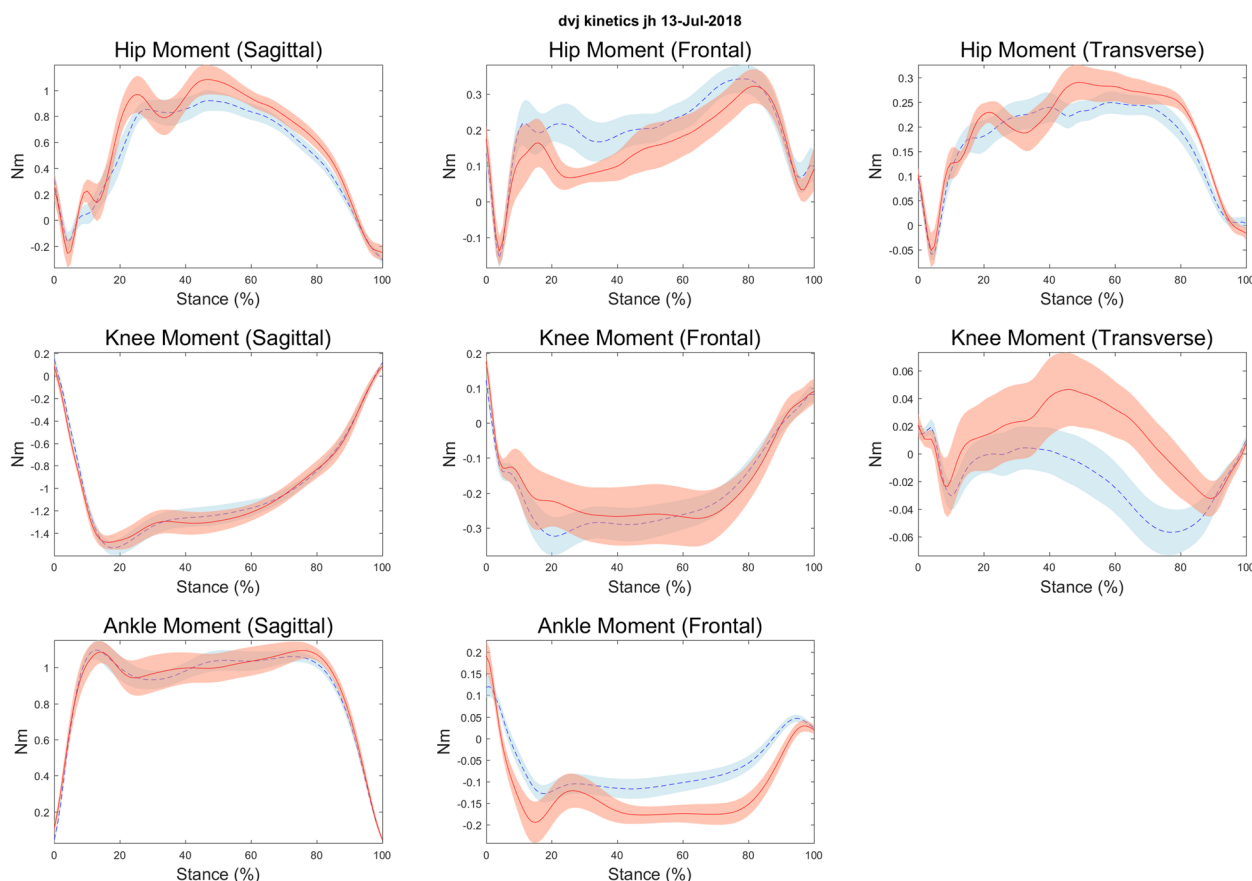 dvj kinetics jh 13-Jul-2018
Hip Moment (Sagittal)
Nm
1
0.8
0.6
0.4
0.2
0
-0.2
0 20 40 60 80 100
Stance (%)
Hip Moment (Frontal)
Nm
0.3
0.2
0.1
0
-0.1
0 20 40 60 80 100
Stance (%)
Hip Moment (Transverse)
Nm
0.3
0.25
0.2
0.15
0.1
0.05
0
-0.05
0 20 40 60 80 100
Stance (%)
Knee Moment (Sagittal)
Nm
0.2
0
-0.2
-0.4
-0.6
-0.8
-1
-1.2
-1.4
0 20 40 60 80 100
Stance (%)
Knee Moment (Frontal)
Nm
0.2
0.1
0
-0.1
-0.2
-0.3
0 20 40 60 80 100
Stance (%)
Knee Moment (Transverse)
Nm
0.06
0.04
0.02
0
-0.02
-0.04
-0.06
0 20 40 60 80 100
Stance (%)
Ankle Moment (Sagittal)
Nm
1
0.8
0.6
0.4
0.2
0 20 40 60 80 100
Stance (%)
Ankle Moment (Frontal)
Nm
0.2
0.15
0.1
0.05
0
-0.05
-0.1
-0.15
-0.2
0 20 40 60 80 100
Stance (%)